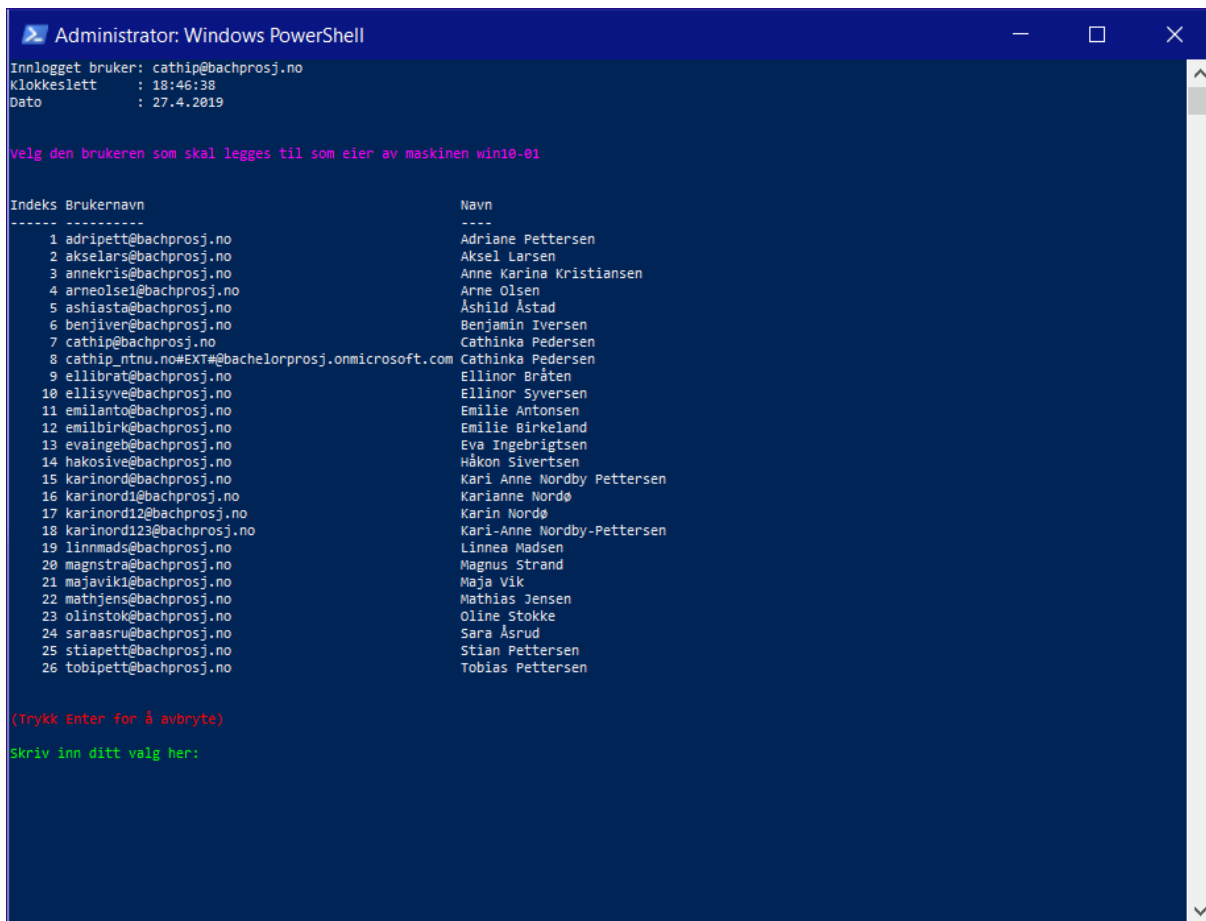 Administrator: Windows PowerShell
Innlogget bruker: cathip@bachprosj.no
Klokkeslett : 18:46:38
Dato : 27.4.2019
Velg den brukeren som skal legges til som eier av maskinen win10-01
Indeks Brukernavn Navn
------ ---------- ----
1 adripett@bachprosj.no Adriane Pettersen
2 akselars@bachprosj.no Aksel Larsen
3 annekris@bachprosj.no Anne Karina Kristiansen
4 arneolse1@bachprosj.no Arne Olsen
5 ashiasta@bachprosj.no Åshild Åstad
6 benjiver@bachprosj.no Benjamin Iversen
7 cathip@bachprosj.no Cathinka Pedersen
8 cathip_ntnu.no#EXT#@bachelorprosj.onmicrosoft.com Cathinka Pedersen
9 ellibrat@bachprosj.no Ellinor Bråten
10 ellisyve@bachprosj.no Ellinor Syversen
11 emilanto@bachprosj.no Emilie Antonsen
12 emilbirk@bachprosj.no Emilie Birkeland
13 evaingeb@bachprosj.no Eva Ingebrigtsen
14 hakosive@bachprosj.no Håkon Sivertsen
15 karinord@bachprosj.no Kari Anne Nordby Pettersen
16 karinord1@bachprosj.no Karianne Nordø
17 karinord12@bachprosj.no Karin Nordø
18 karinord123@bachprosj.no Kari-Anne Nordby-Pettersen
19 linnmads@bachprosj.no Linnea Madsen
20 magnstra@bachprosj.no Magnus Strand
21 majavik1@bachprosj.no Maja Vik
22 mathjens@bachprosj.no Mathias Jensen
23 olinstok@bachprosj.no Oline Stokke
24 saraasru@bachprosj.no Sara Åsrud
25 stiapett@bachprosj.no Stian Pettersen
26 tobipett@bachprosj.no Tobias Pettersen
(Trykk Enter for å avbryte)
Skriv inn ditt valg her: